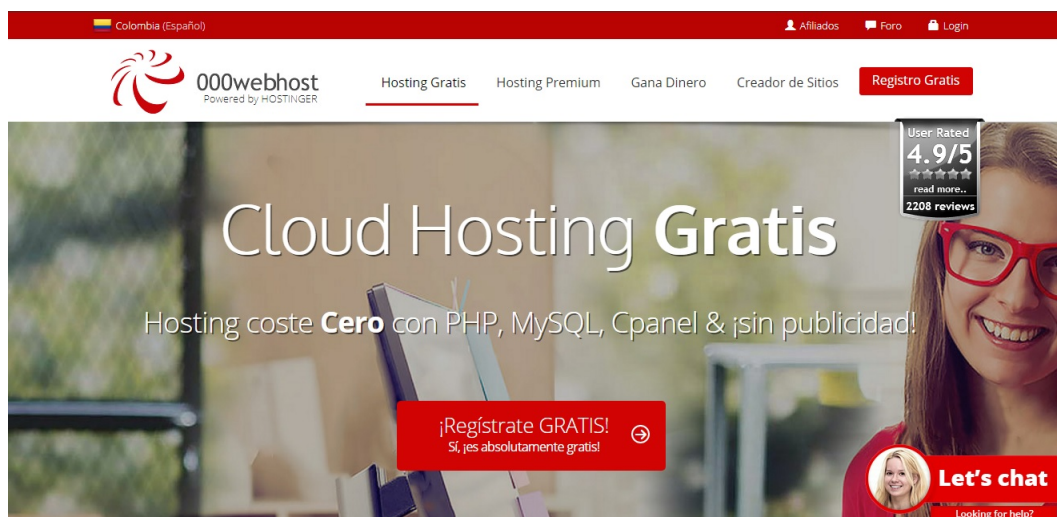 Colombia (Español)
Afiliados
Foro
Login
000webhost
Powered by HOSTINGER
Hosting Gratis
Hosting Premium
Gana Dinero
Creador de Sitios
Registro Gratis
User Rated
4.9/5
read more..
2208 reviews
Cloud Hosting Gratis
Hosting coste Cero con PHP, MySQL, Cpanel & ¡sin publicidad!
¡Regístrate GRATIS!
Sí, ¡es absolutamente gratis!
Let's chat
Looking for help?